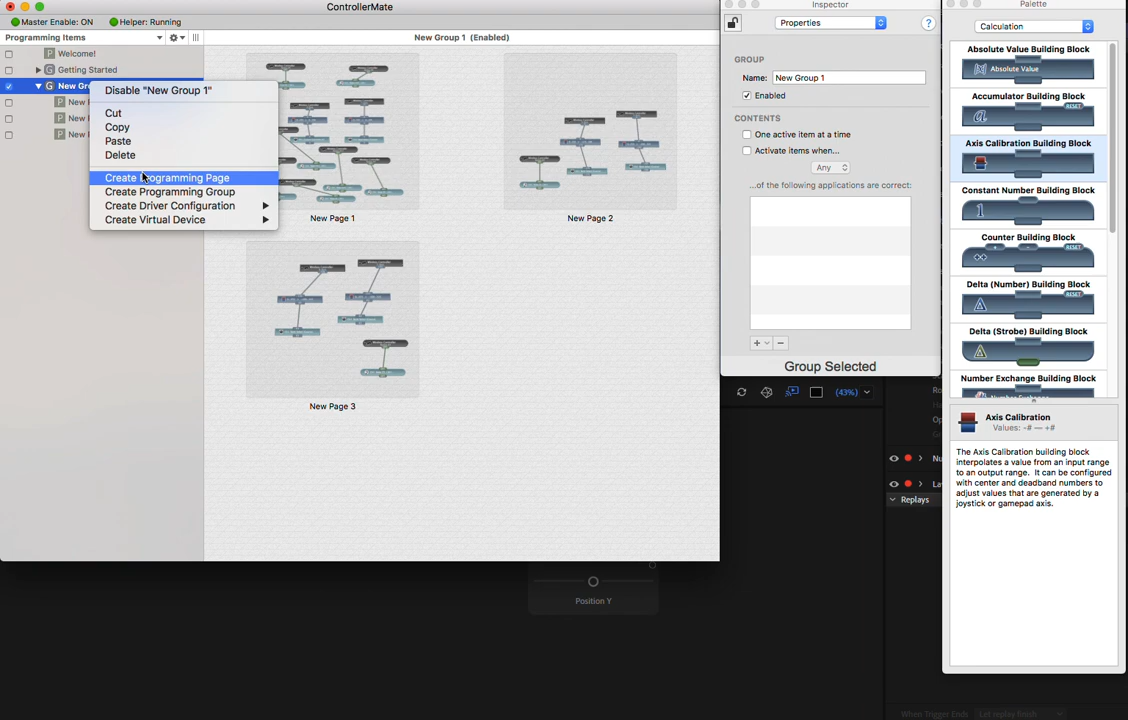 ControllerMate
Master Enable: ON
Helper: Running
Programming Items
New Group 1 (Enabled)
Welcome!
Getting Started
New Gro
New
New
New
Disable "New Group 1"
Cut
Copy
Paste
Delete
Create Programming Page
Create Programming Group
Create Driver Configuration
Create Virtual Device
New Page 1
New Page 2
New Page 3
Inspector
Properties
?
GROUP
Name: New Group 1
Enabled
CONTENTS
One active item at a time
Activate items when...
Any
...of the following applications are correct:
Group Selected
(43%)
Replays
Position Y
When Trigger Ends Let replay finish
Palette
Calculation
Absolute Value Building Block
Absolute Value
Accumulator Building Block
RESET
Axis Calibration Building Block
Constant Number Building Block
Counter Building Block
RESET
Delta (Number) Building Block
RESET
Delta (Strobe) Building Block
Number Exchange Building Block
Axis Calibration
Values: -# — +#
The Axis Calibration building block
interpolates a value from an input range
to an output range. It can be configured
with center and deadband numbers to
adjust values that are generated by a
joystick or gamepad axis.